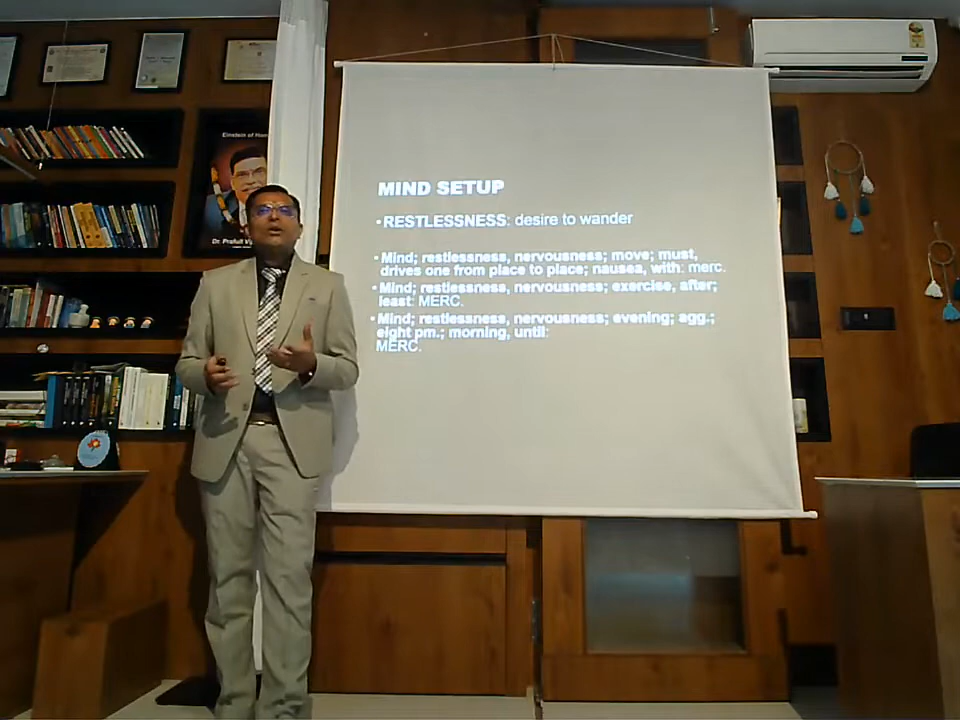 Einstein of Hom
Dr. Prafull V
MIND SETUP
•RESTLESSNESS: desire to wander
•Mind; restlessness, nervousness; move; must,
drives one from place to place; nausea, with: merc.
•Mind; restlessness, nervousness; exercise, after;
least: MERC.
•Mind; restlessness, nervousness; evening; agg.;
eight pm.; morning, until:
MERC.